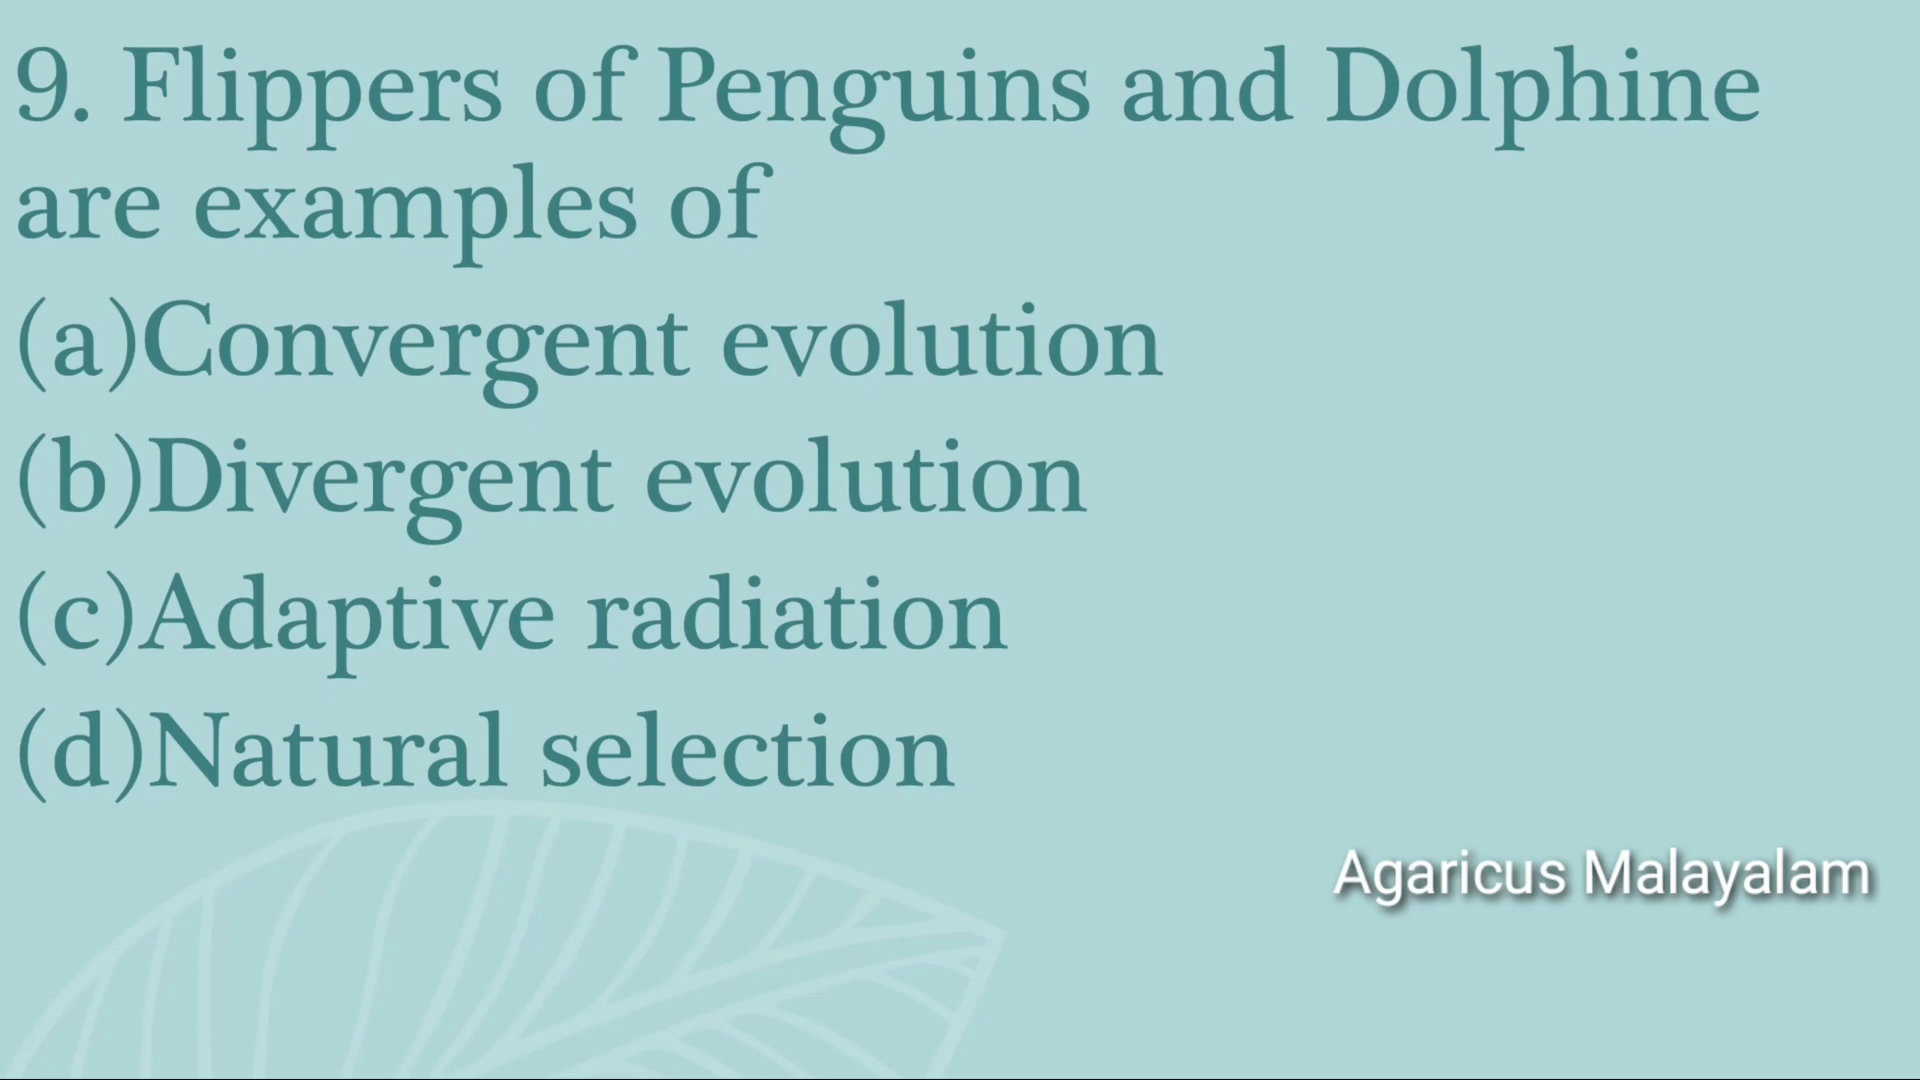 9. Flippers of Penguins and Dolphine
are examples of
(a)Convergent evolution
(b)Divergent evolution
(c)Adaptive radiation
(d)Natural selection
Agaricus Malayalam